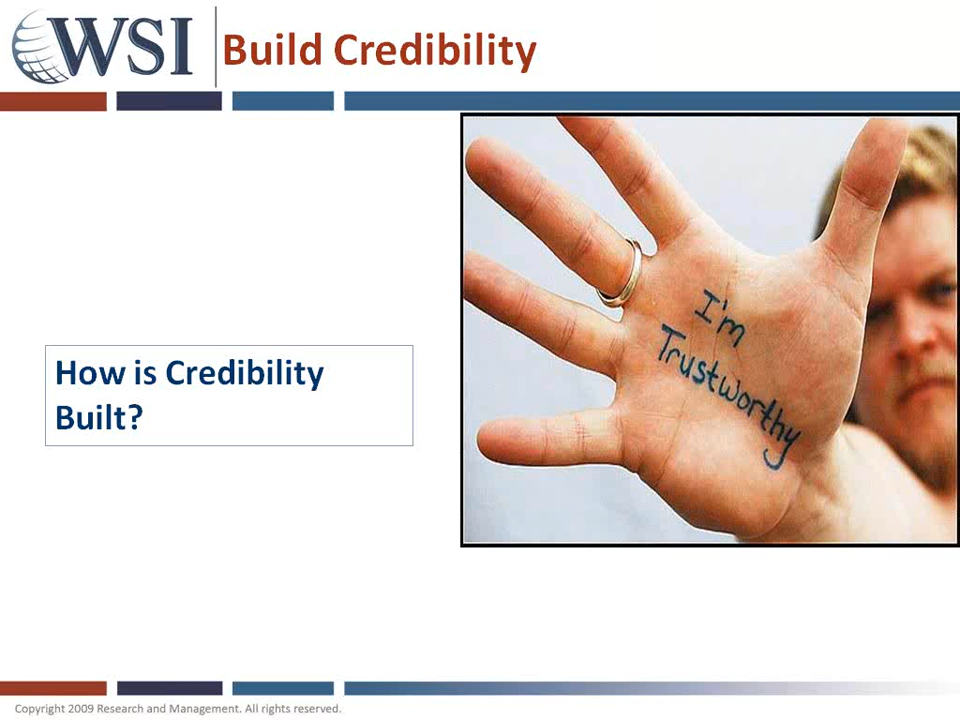 WSI
Build Credibility
I'm
Trustworthy
How is Credibility
Built?
Copyright 2009 Research and Management. All rights reserved.